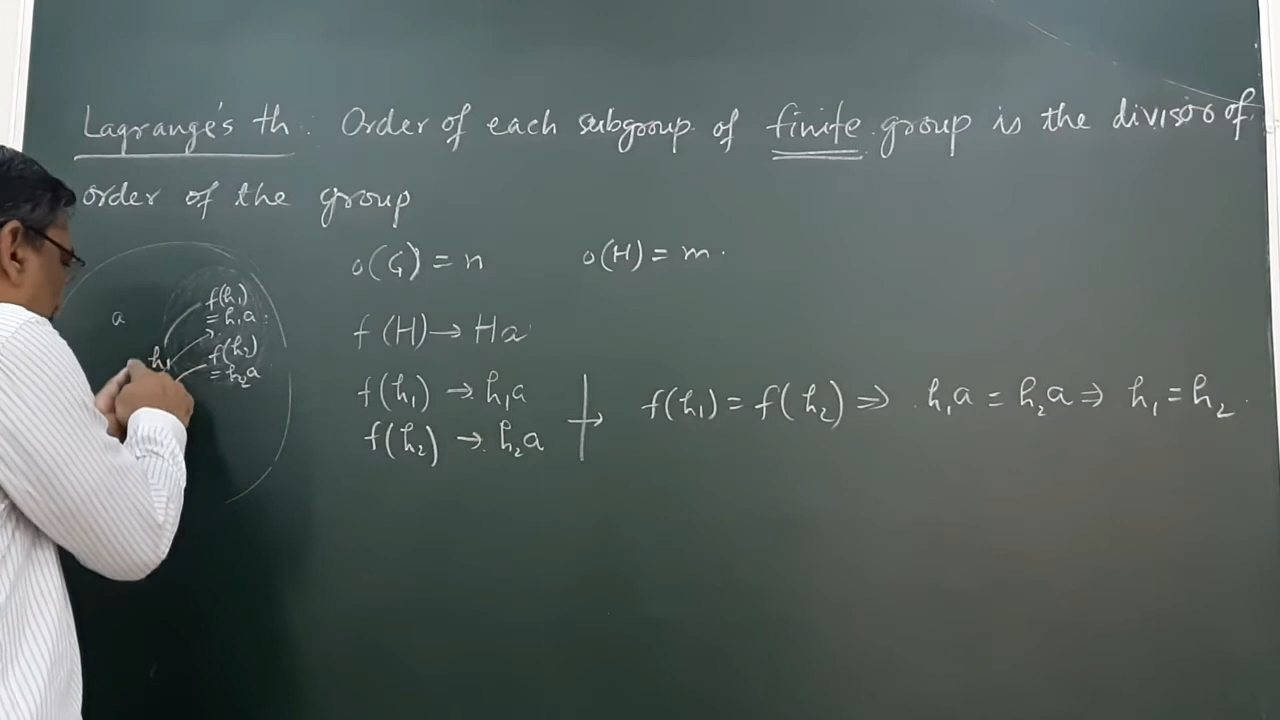 Lagrange's th: Order of each subgroup of finite group is the divisor of
order of the group
o(G) = n o(H) = m.
f(H) → Ha
f(h₁) → h₁a
f(h₂) → h₂a
f(h₁) = f(h₂) ⇒ h₁a = h₂a ⇒ h₁ = h₂
a
f(h₁)
= h₁a
f(h₂)
= h₂a
h₁